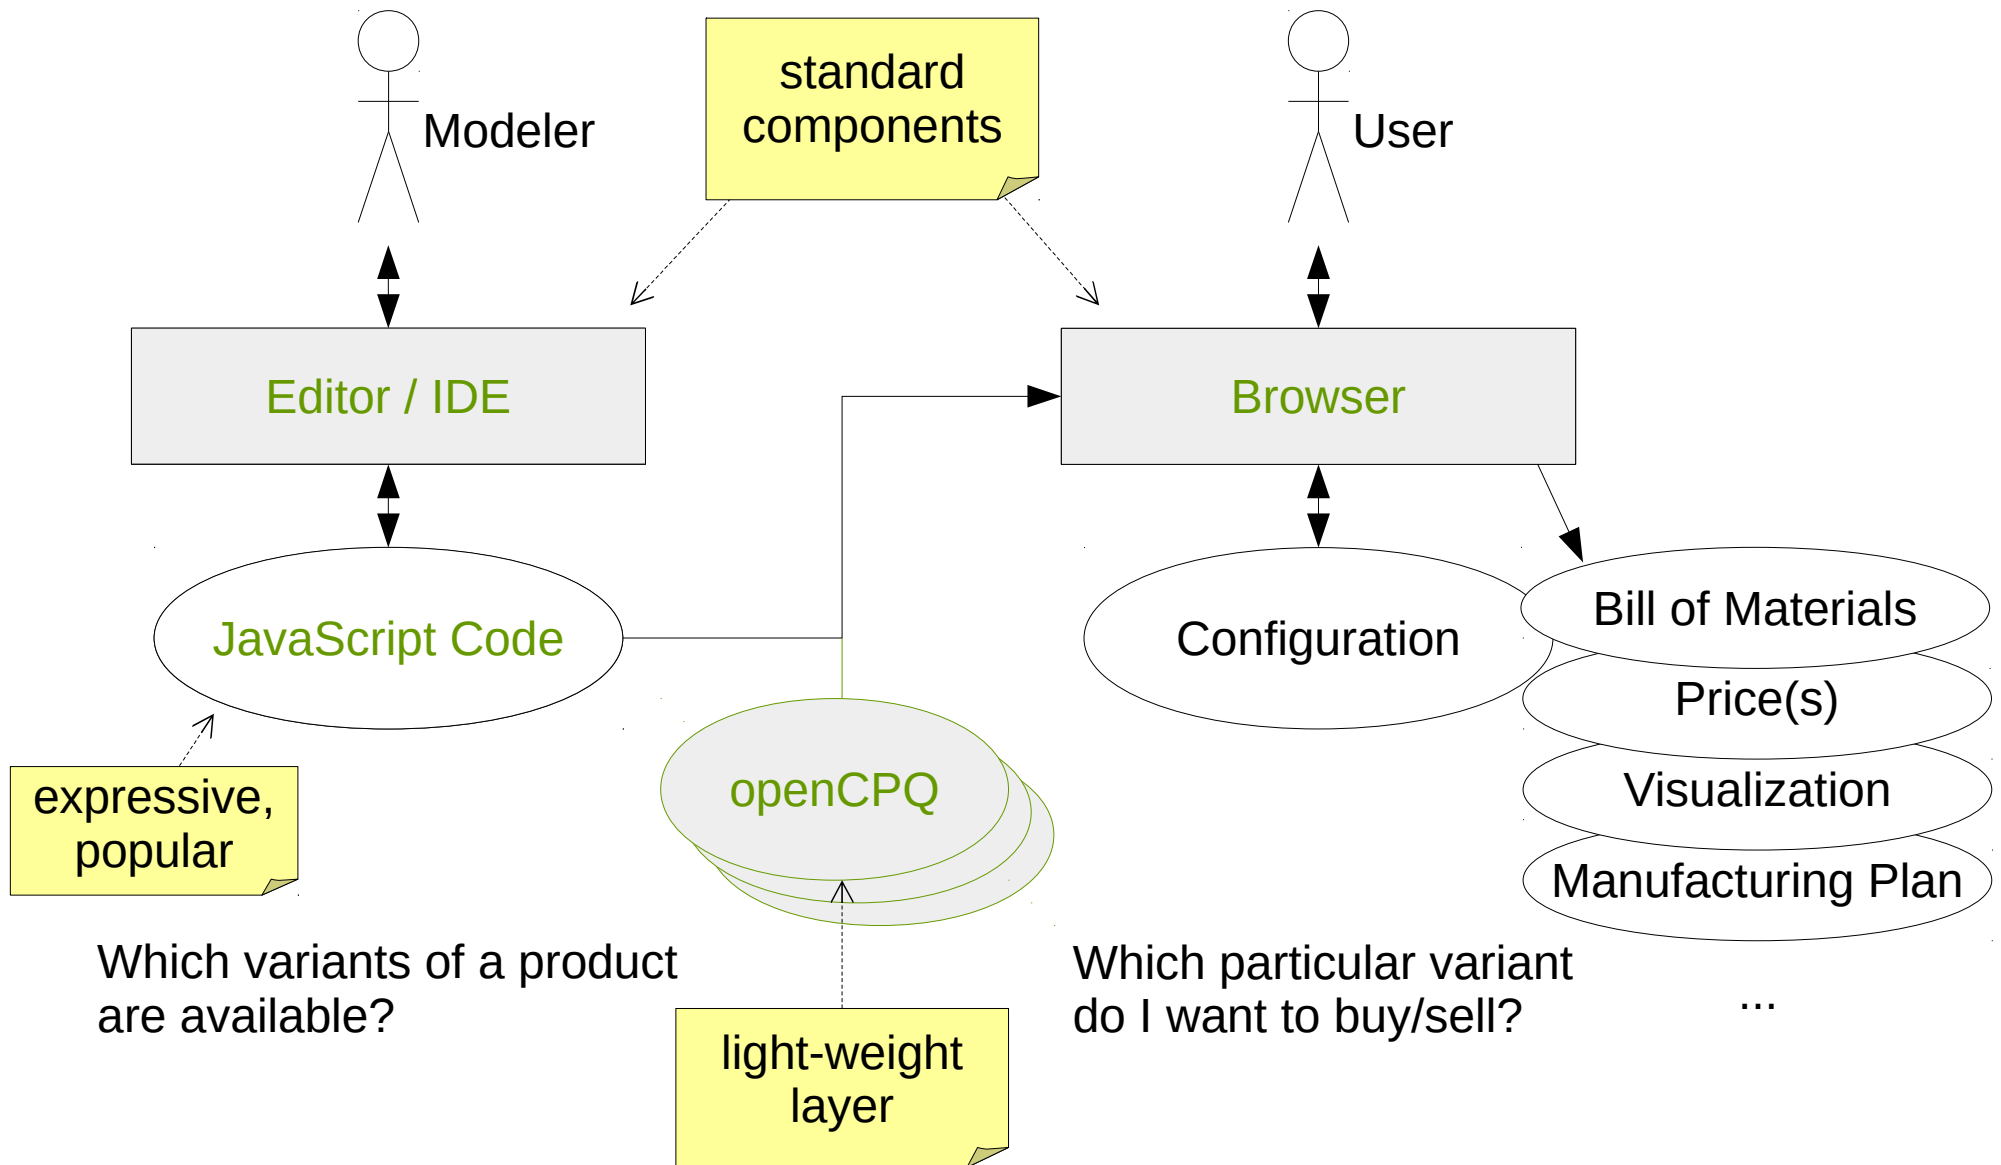 standard
components
Modeler
User
Editor / IDE
Browser
JavaScript Code
Configuration
Bill of Materials
Price(s)
Visualization
Manufacturing Plan
...
expressive,
popular
openCPQ
Which variants of a product
are available?
light-weight
layer
Which particular variant
do I want to buy/sell?